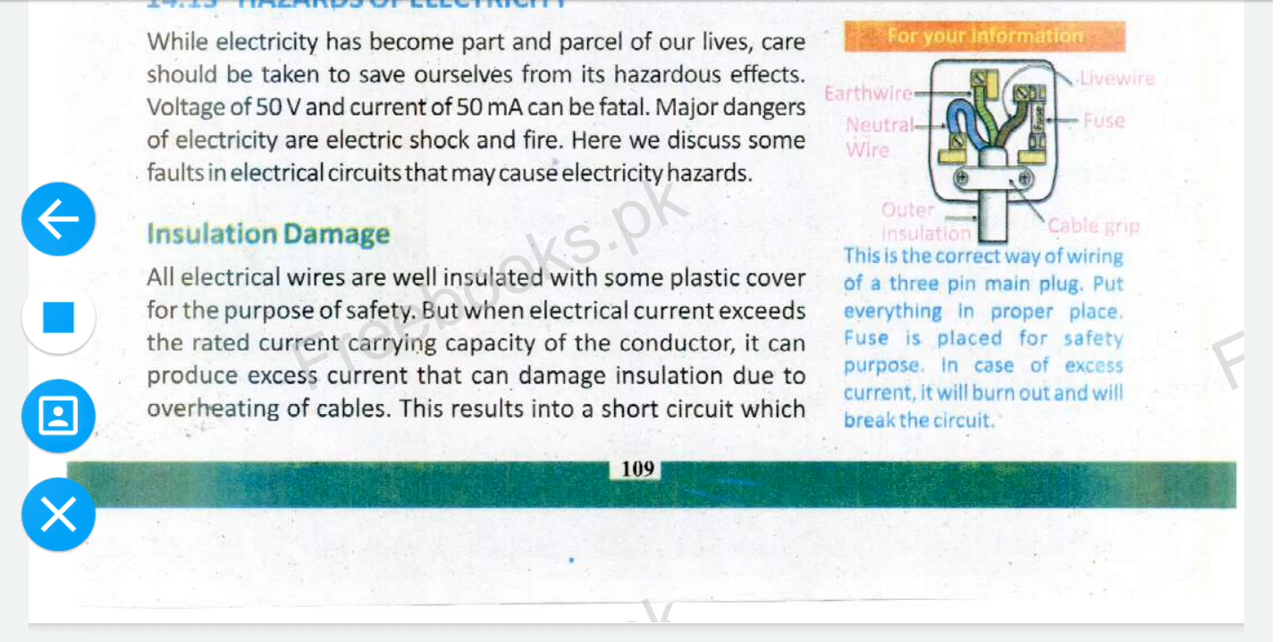 14.13 HAZARDS OF ELECTRICITY
While electricity has become part and parcel of our lives, care
should be taken to save ourselves from its hazardous effects.
Voltage of 50 V and current of 50 mA can be fatal. Major dangers
of electricity are electric shock and fire. Here we discuss some
faults in electrical circuits that may cause electricity hazards.
Insulation Damage
All electrical wires are well insulated with some plastic cover
for the purpose of safety. But when electrical current exceeds
the rated current carrying capacity of the conductor, it can
produce excess current that can damage insulation due to
overheating of cables. This results into a short circuit which
For your Information
Earthwire
Livewire
Neutral
Wire
Fuse
Outer
insulation
Cable grip
This is the correct way of wiring
of a three pin main plug. Put
everything in proper place.
Fuse is placed for safety
purpose. In case of excess
current, it will burn out and will
break the circuit.
109
Freebooks.pk